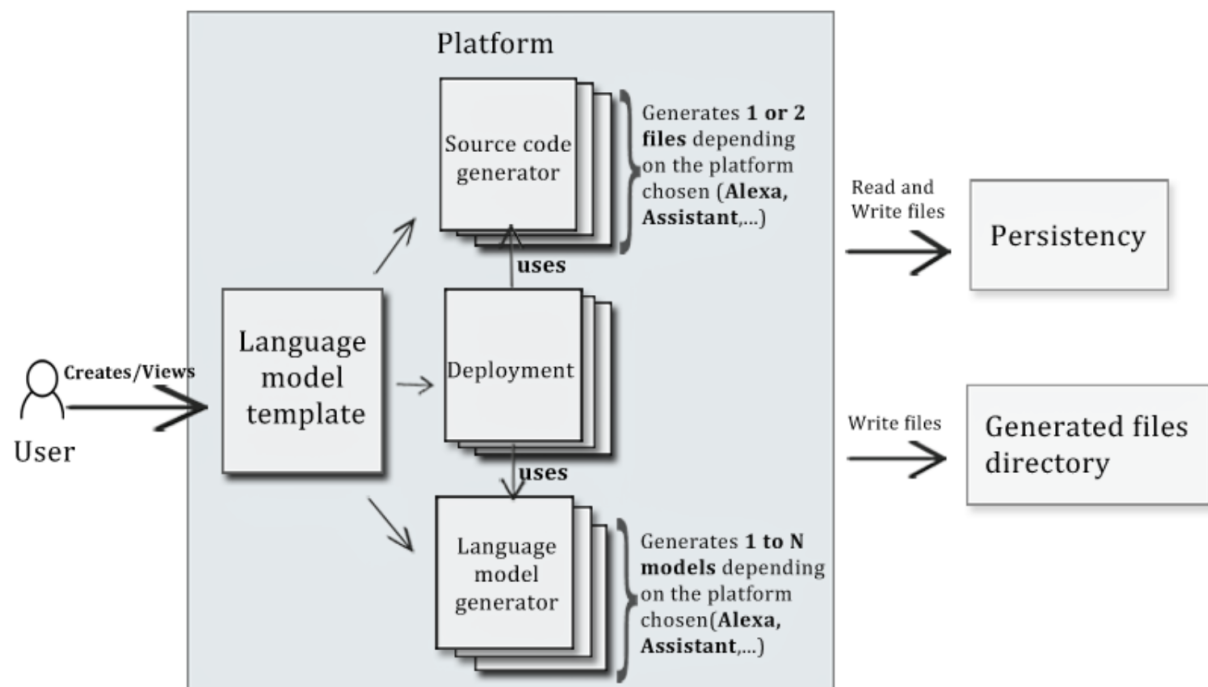 Platform
Source code
generator
Generates 1 or 2
files depending
on the platform
chosen (Alexa,
Assistant,...)
uses
Read and
Write files
Persistency
Creates/Views
User
Language
model
template
Deployment
Write files
Generated files
directory
uses
Language
model
generator
Generates 1 to N
models depending
on the platform
chosen(Alexa,
Assistant,...)